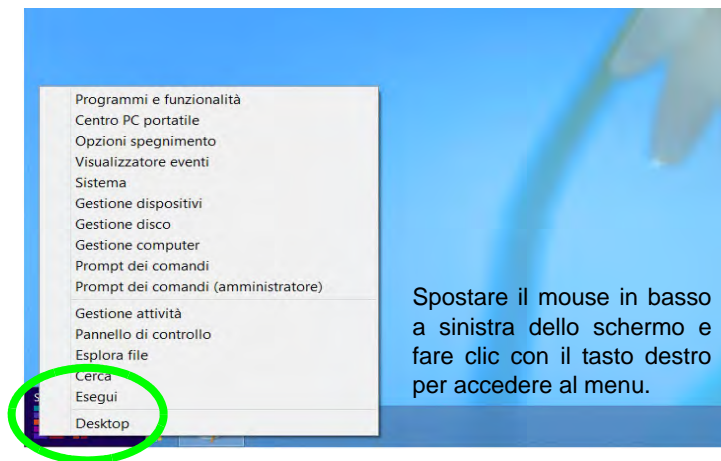 Programmi e funzionalità
Centro PC portatile
Opzioni spegnimento
Visualizzatore eventi
Sistema
Gestione dispositivi
Gestione disco
Gestione computer
Prompt dei comandi
Prompt dei comandi (amministratore)
Gestione attività
Pannello di controllo
Esplora file
Cerca
Esegui
Desktop
Spostare il mouse in basso
a sinistra dello schermo e
fare clic con il tasto destro
per accedere al menu.